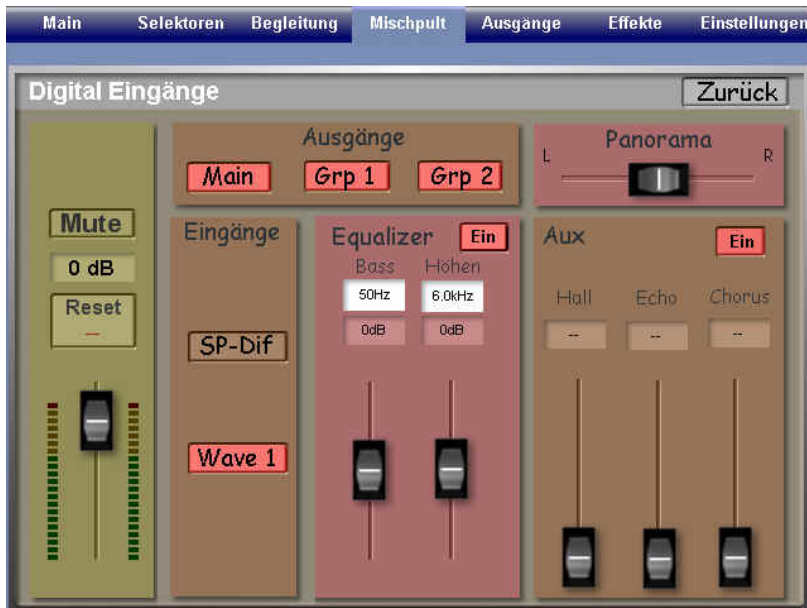 Main Selektoren Begleitung Mischpult Ausgänge Effekte Einstellungen
Digital Eingänge Zurück
Mute
0 dB
Reset
--
Ausgänge
Main Grp 1 Grp 2
Panorama
L R
Eingänge
SP-Dif
Wave 1
Equalizer Ein
Bass Höhen
50Hz 6.0kHz
0dB 0dB
Aux Ein
Hall Echo Chorus
-- -- --